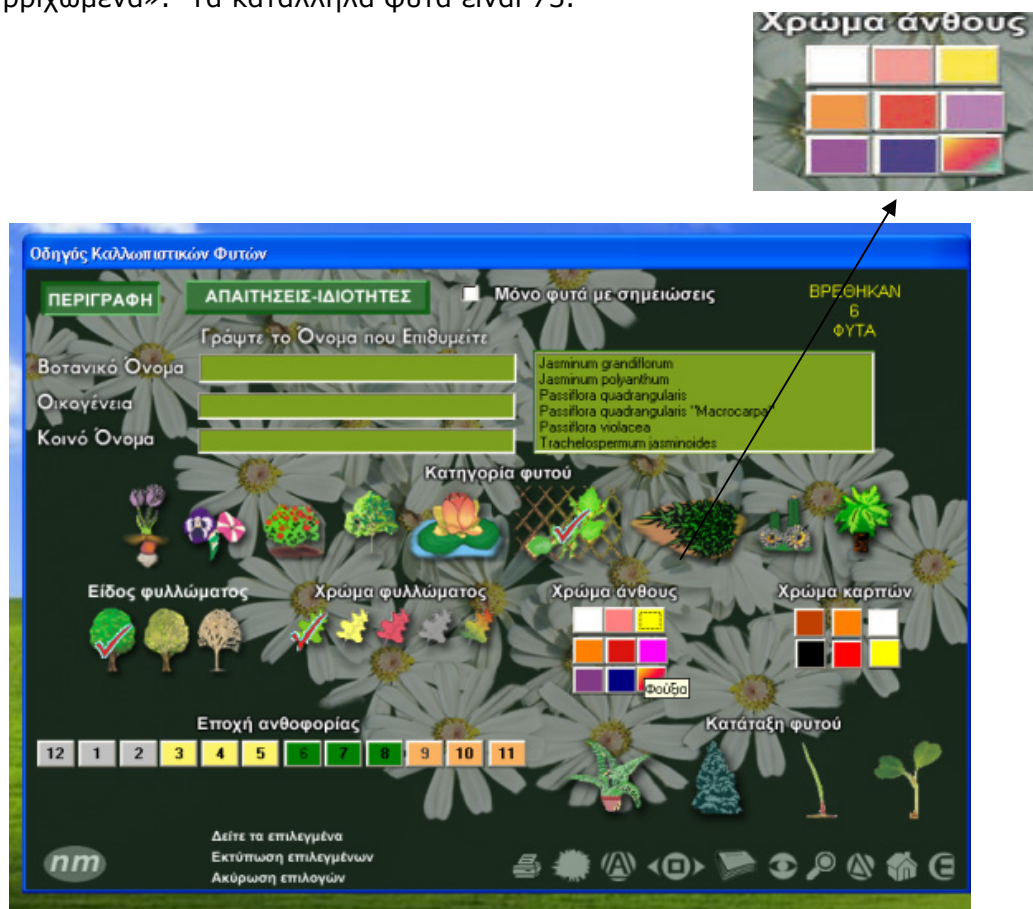 ρριχώμενα». Τα κατάλληλα φυτά είναι 75.
Χρώμα άνθους
Οδηγός Καλλωπιστικών Φυτών
ΠΕΡΙΓΡΑΦΗ
ΑΠΑΙΤΗΣΕΙΣ-ΙΔΙΟΤΗΤΕΣ
Μόνο φυτά με σημειώσεις
ΒΡΕΘΗΚΑΝ
6
ΦΥΤΑ
Γράψτε το Όνομα που Επιθυμείτε
Βοτανικό Όνομα
Οικογένεια
Κοινό Όνομα
Jasminum grandiflorum
Jasminum polyanthum
Passiflora quadrangularis
Passiflora quadrangularis "Macrocarpa"
Passiflora violacea
Trachelospermum jasminoides
Κατηγορία φυτού
Είδος φυλλώματος
Χρώμα φυλλώματος
Χρώμα άνθους
Χρώμα καρπών
Φούξια
Εποχή ανθοφορίας
12 1 2 3 4 5 6 7 8 9 10 11
Κατάταξη φυτού
Δείτε τα επιλεγμένα
Εκτύπωση επιλεγμένων
Ακύρωση επιλογών
nm